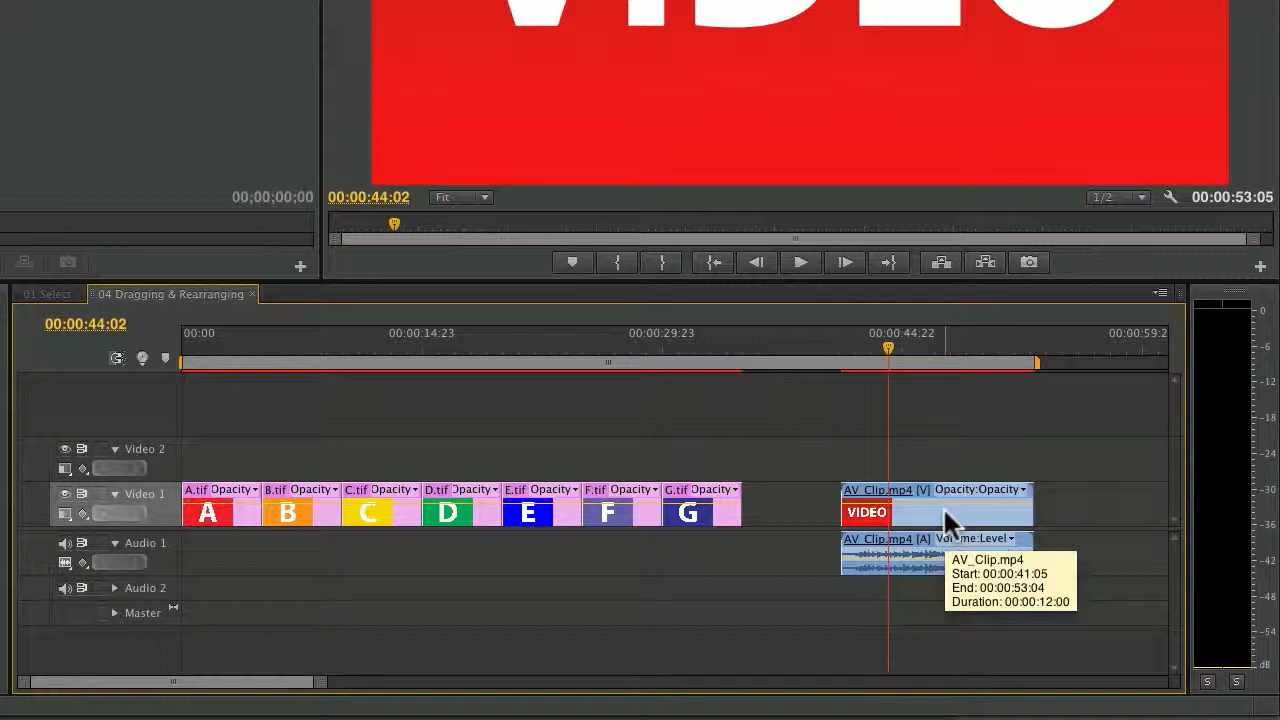 VIDEO
00;00;00;00
00:00:44:02
Fit
1/2
00:00:53:05
01 Select
04 Dragging & Rearranging
00:00:44:02
00:00
00:00:14:23
00:00:29:23
00:00:44:22
00:00:59:2
Video 2
Video 1
A.tif Opacity
B.tif Opacity
C.tif Opacity
D.tif Opacity
E.tif Opacity
F.tif Opacity
G.tif Opacity
AV_Clip.mp4 [V] Opacity:Opacity
A
B
C
D
E
F
G
VIDEO
Audio 1
AV_Clip.mp4 [A] Volume:Level
AV_Clip.mp4
Start: 00:00:41:05
End: 00:00:53:04
Duration: 00:00:12:00
Audio 2
Master
0
-6
-12
-18
-24
-30
-36
-42
-48
-54
dB
S
S